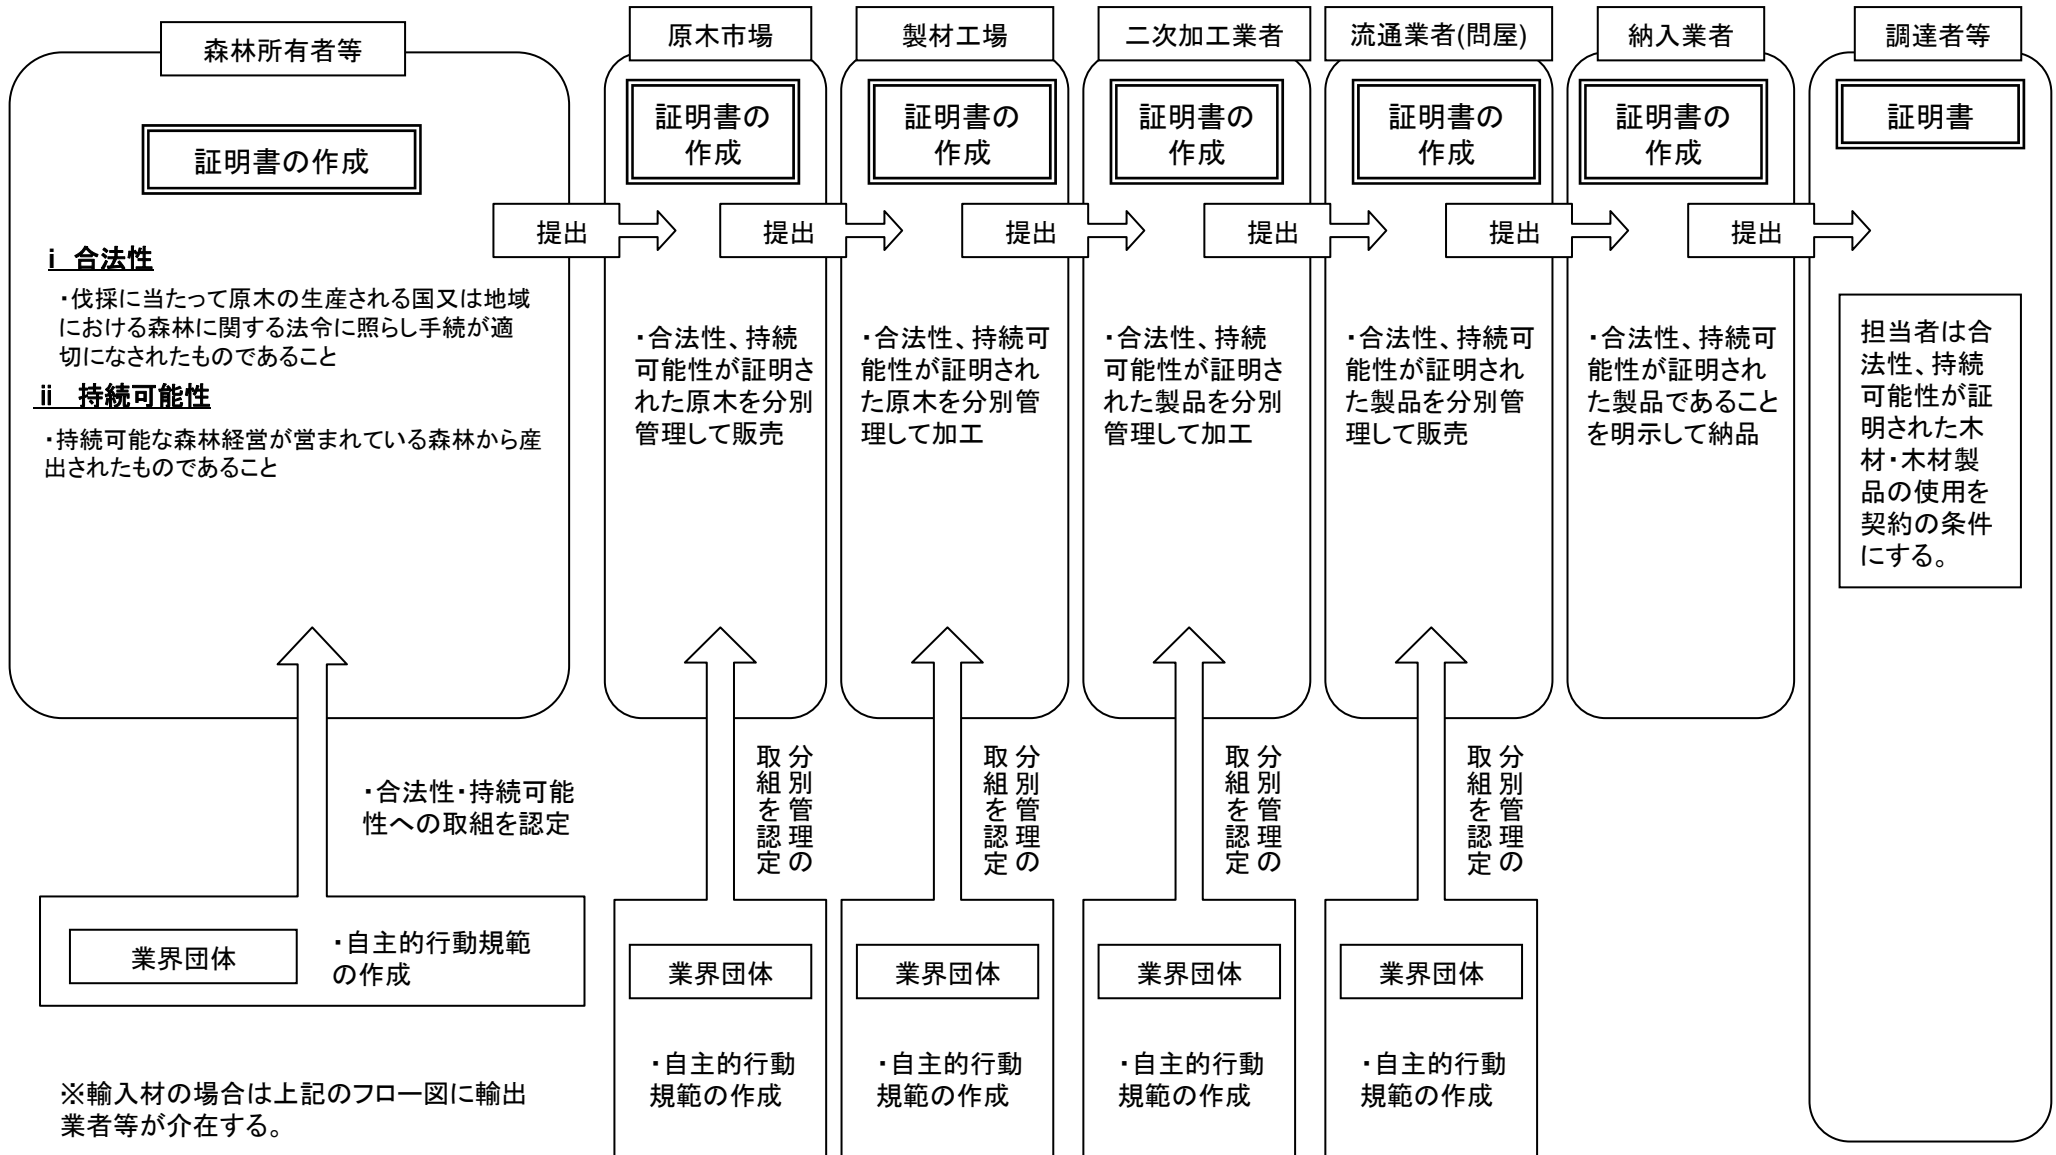 森林所有者等
証明書の作成
ⅰ 合法性
・伐採に当たって原木の生産される国又は地域
における森林に関する法令に照らし手続が適
切になされたものであること
ⅱ 持続可能性
・持続可能な森林経営が営まれている森林から産
出されたものであること
提出
・合法性・持続可能
性への取組を認定
業界団体
・自主的行動規範
の作成
※輸入材の場合は上記のフロー図に輸出
業者等が介在する。
原木市場
証明書の
作成
提出
・合法性、持続
可能性が証明さ
れた原木を分別
管理して販売
分別管理の
取組を認定
業界団体
・自主的行動
規範の作成
製材工場
証明書の
作成
提出
・合法性、持続可
能性が証明され
た原木を分別管
理して加工
分別管理の
取組を認定
業界団体
・自主的行動
規範の作成
二次加工業者
証明書の
作成
提出
・合法性、持続
可能性が証明さ
れた製品を分別
管理して加工
分別管理の
取組を認定
業界団体
・自主的行動
規範の作成
流通業者(問屋)
証明書の
作成
提出
・合法性、持続可
能性が証明され
た製品を分別管
理して販売
分別管理の
取組を認定
業界団体
・自主的行動
規範の作成
納入業者
証明書の
作成
提出
・合法性、持続可
能性が証明され
た製品であること
を明示して納品
調達者等
証明書
担当者は合
法性、持続
可能性が証
明された木
材・木材製
品の使用を
契約の条件
にする。